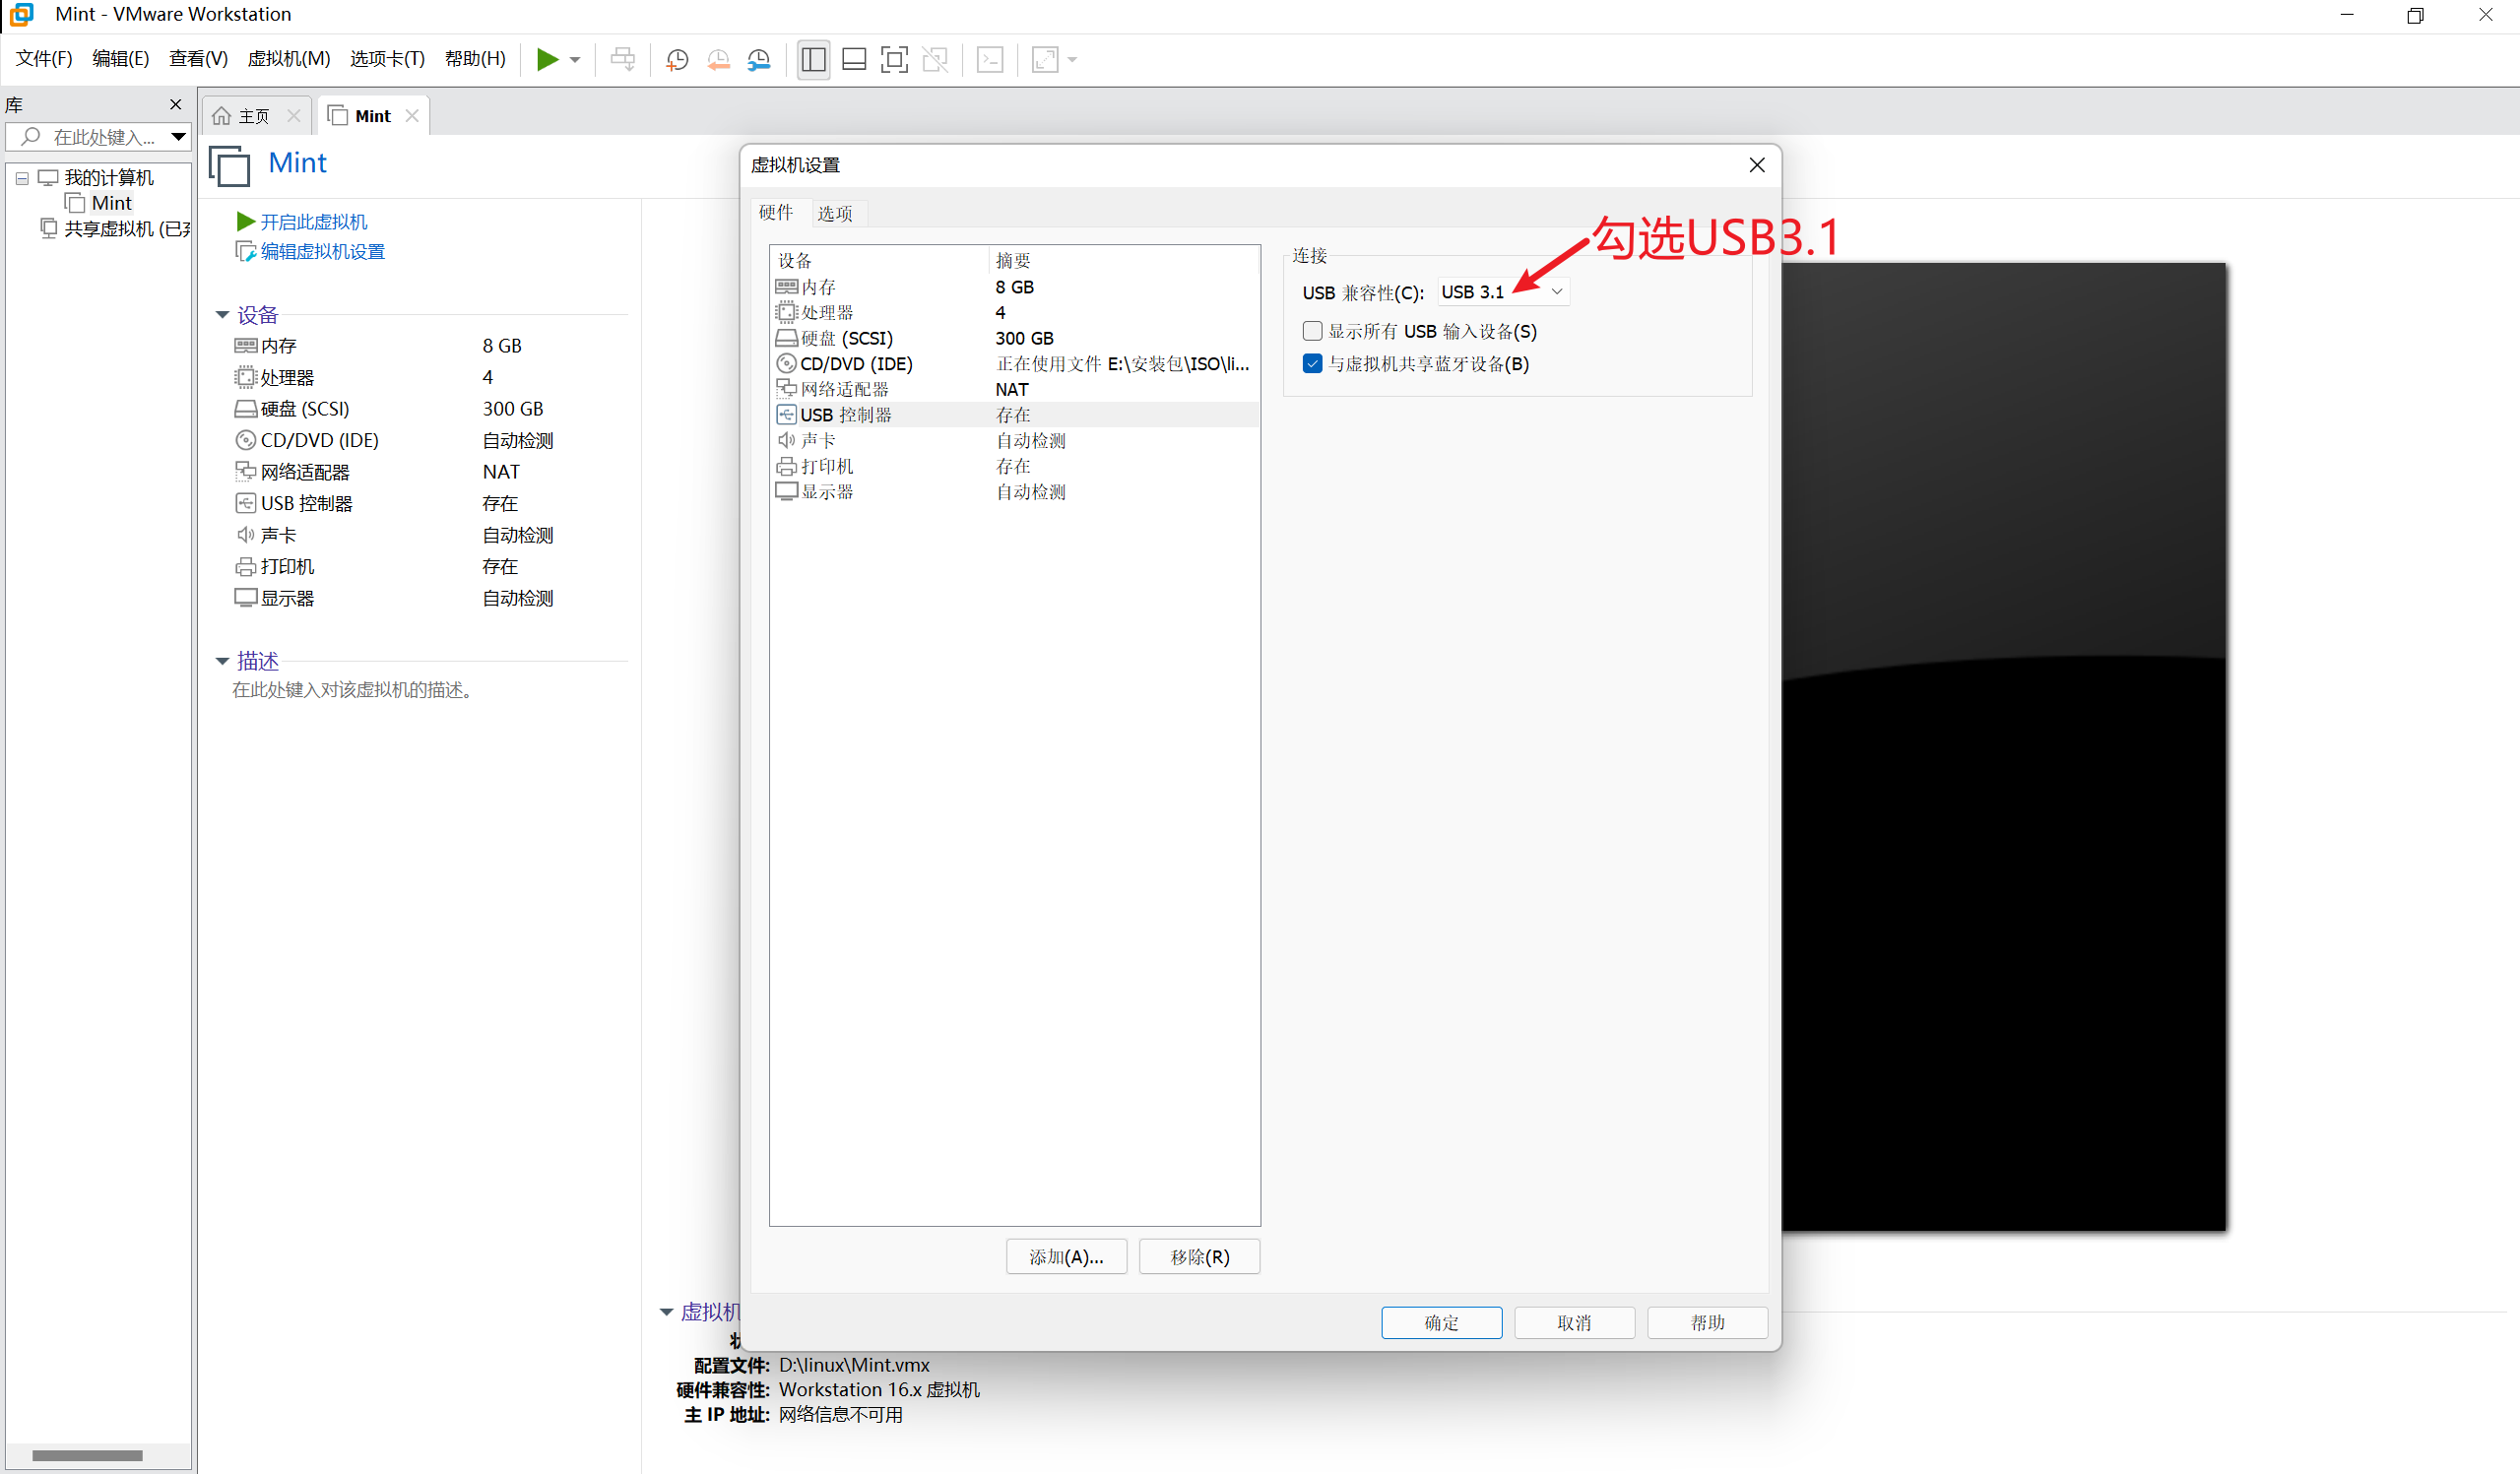 Mint - VMware Workstation
文件(F) 编辑(E) 查看(V) 虚拟机(M) 选项卡(T) 帮助(H)
库
在此处键入...
我的计算机
Mint
共享虚拟机 (已
主页
Mint
Mint
开启此虚拟机
编辑虚拟机设置
设备
内存 8 GB
处理器 4
硬盘 (SCSI) 300 GB
CD/DVD (IDE) 自动检测
网络适配器 NAT
USB 控制器 存在
声卡 自动检测
打印机 存在
显示器 自动检测
描述
在此处键入对该虚拟机的描述。
虚拟机设置
硬件 选项
设备 摘要
内存 8 GB
处理器 4
硬盘 (SCSI) 300 GB
CD/DVD (IDE) 正在使用文件 E:\安装包\ISO\li...
网络适配器 NAT
USB 控制器 存在
声卡 自动检测
打印机 存在
显示器 自动检测
添加(A)... 移除(R)
勾选USB3.1
连接
USB 兼容性(C): USB 3.1
显示所有 USB 输入设备(S)
与虚拟机共享蓝牙设备(B)
确定 取消 帮助
虚拟机
配置文件: D:\linux\Mint.vmx
硬件兼容性: Workstation 16.x 虚拟机
主 IP 地址: 网络信息不可用